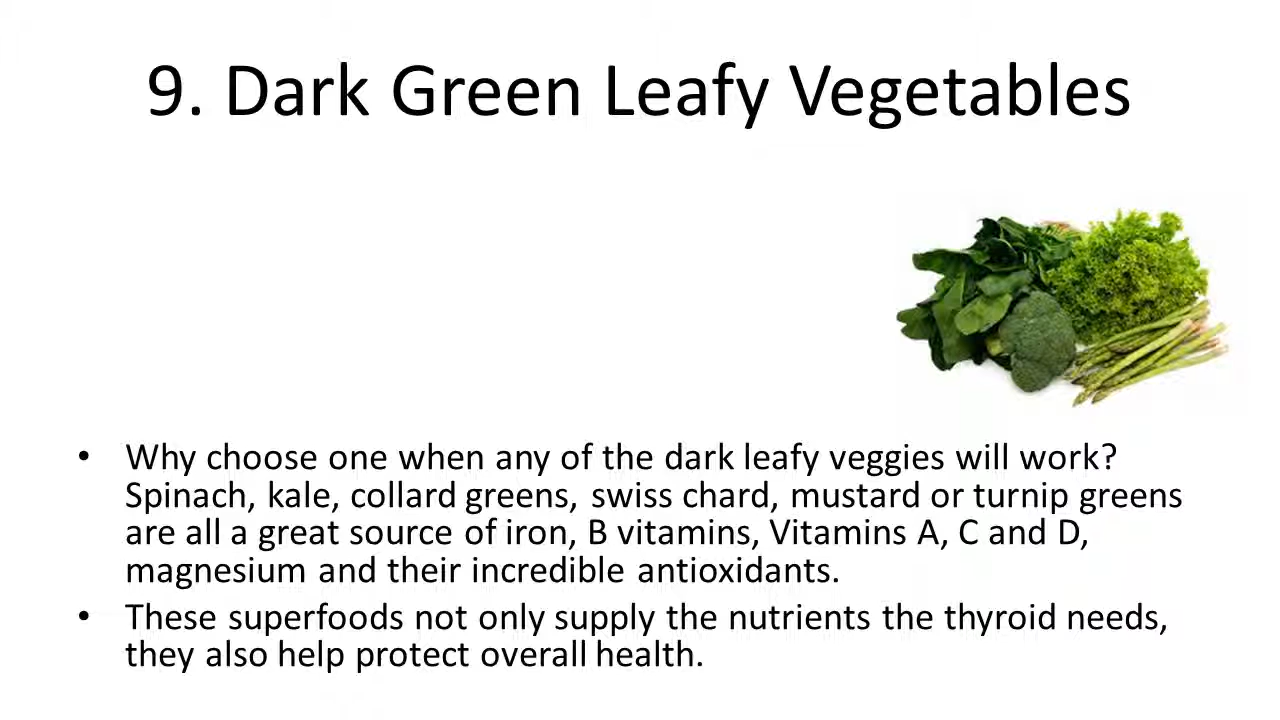 9. Dark Green Leafy Vegetables
• Why choose one when any of the dark leafy veggies will work?
Spinach, kale, collard greens, swiss chard, mustard or turnip greens
are all a great source of iron, B vitamins, Vitamins A, C and D,
magnesium and their incredible antioxidants.
• These superfoods not only supply the nutrients the thyroid needs,
they also help protect overall health.